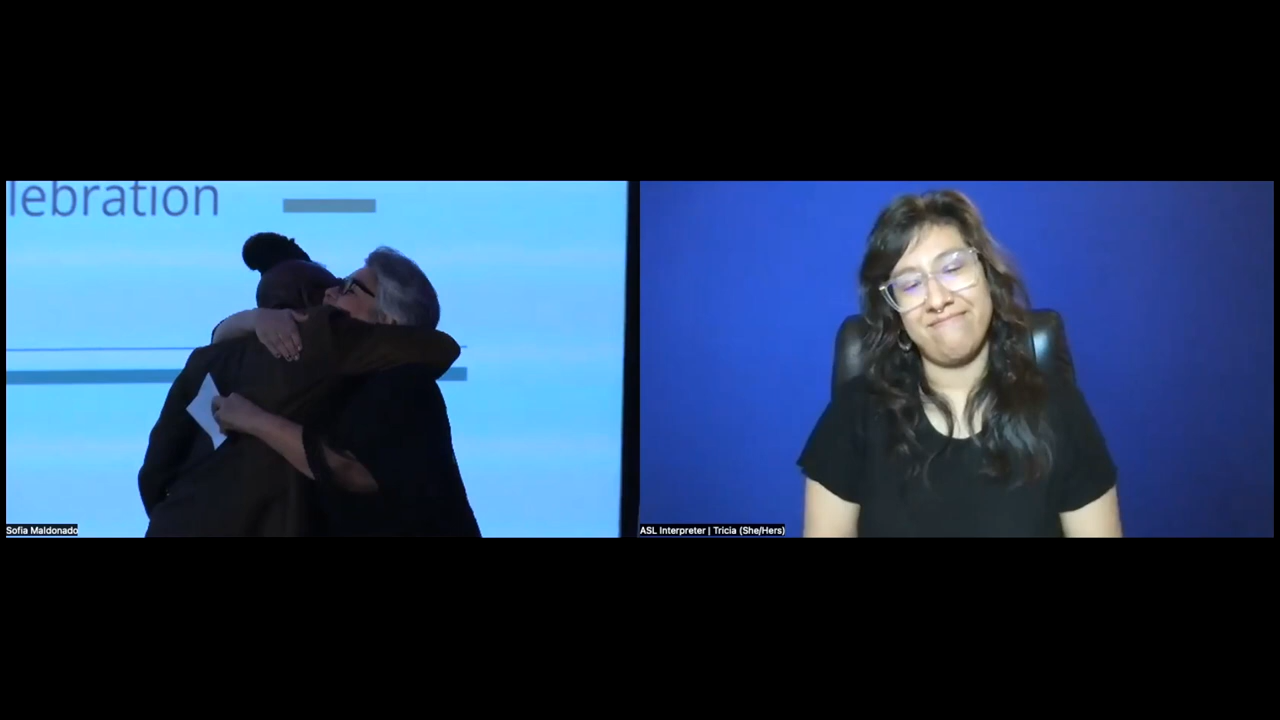 lebration
Sofia Maldonado
ASL Interpreter | Tricia (She/Hers)